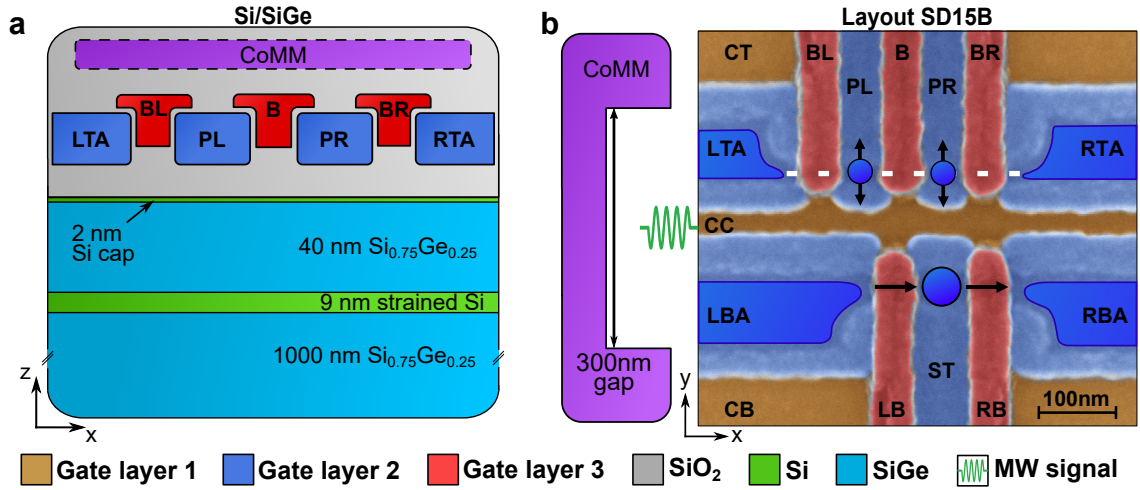 a
Si/SiGe
CoMM
BL
B
BR
LTA
PL
PR
RTA
2 nm
Si cap
40 nm Si0.75Ge0.25
9 nm strained Si
1000 nm Si0.75Ge0.25
z
x
b
Layout SD15B
CoMM
300nm
gap
y
x
CT
BL
B
BR
PL
PR
LTA
RTA
CC
LBA
RBA
ST
CB
LB
RB
100nm
Gate layer 1
Gate layer 2
Gate layer 3
SiO2
Si
SiGe
MW signal